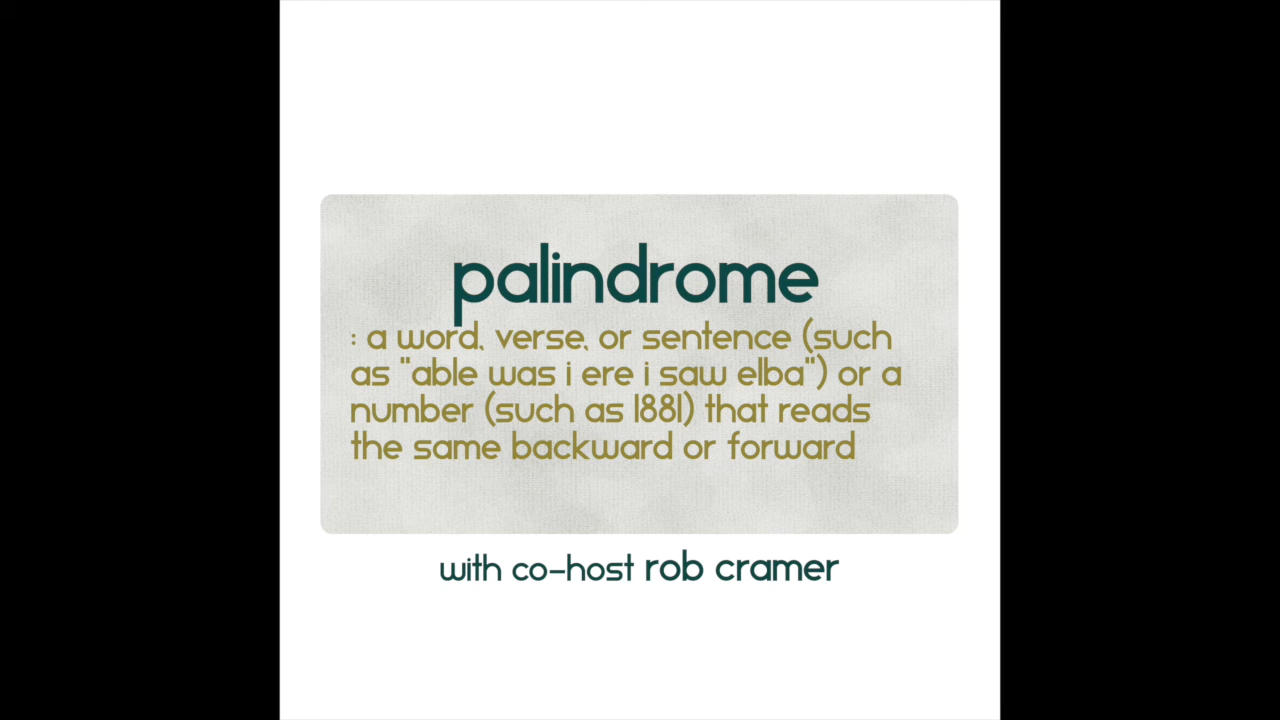 palindrome
: a word, verse, or sentence (such
as "able was i ere i saw elba") or a
number (such as 1881) that reads
the same backward or forward
with co-host rob cramer